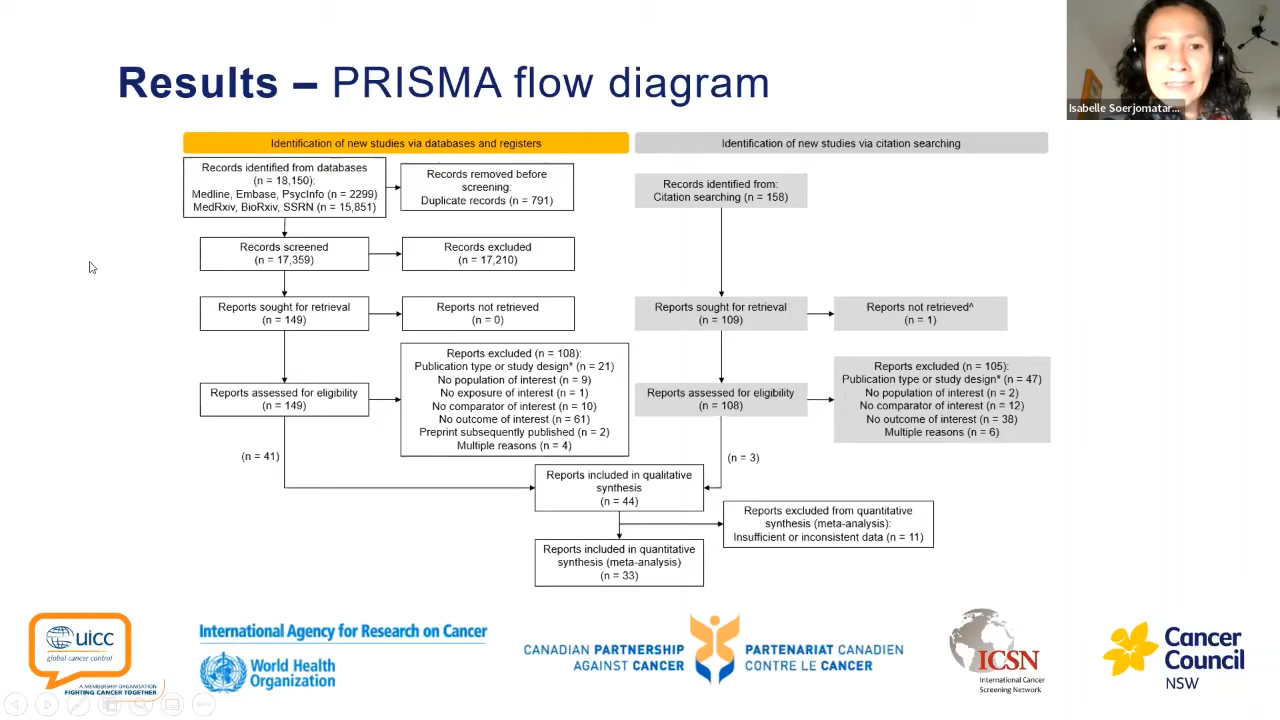 Results – PRISMA flow diagram
Isabelle Soerjomatar...
Identification of new studies via databases and registers
Identification of new studies via citation searching
Records identified from databases
(n = 18,150):
Medline, Embase, PsycInfo (n = 2299)
MedRxiv, BioRxiv, SSRN (n = 15,851)
Records removed before
screening:
Duplicate records (n = 791)
Records identified from:
Citation searching (n = 158)
Records screened
(n = 17,359)
Records excluded
(n = 17,210)
Reports sought for retrieval
(n = 149)
Reports not retrieved
(n = 0)
Reports sought for retrieval
(n = 109)
Reports not retrieved^
(n = 1)
Reports assessed for eligibility
(n = 149)
Reports excluded (n = 108):
Publication type or study design* (n = 21)
No population of interest (n = 9)
No exposure of interest (n = 1)
No comparator of interest (n = 10)
No outcome of interest (n = 61)
Preprint subsequently published (n = 2)
Multiple reasons (n = 4)
Reports assessed for eligibility
(n = 108)
Reports excluded (n = 105):
Publication type or study design* (n = 47)
No population of interest (n = 2)
No comparator of interest (n = 12)
No outcome of interest (n = 38)
Multiple reasons (n = 6)
(n = 41)
(n = 3)
Reports included in qualitative
synthesis
(n = 44)
Reports excluded from quantitative
synthesis (meta-analysis):
Insufficient or inconsistent data (n = 11)
Reports included in quantitative
synthesis (meta-analysis)
(n = 33)
uicc
global cancer control
A MEMBERSHIP ORGANISATION
FIGHTING CANCER TOGETHER
International Agency for Research on Cancer
World Health
Organization
CANADIAN PARTNERSHIP
AGAINST CANCER
PARTENARIAT CANADIEN
CONTRE LE CANCER
ICSN
International Cancer
Screening Network
Cancer
Council
NSW